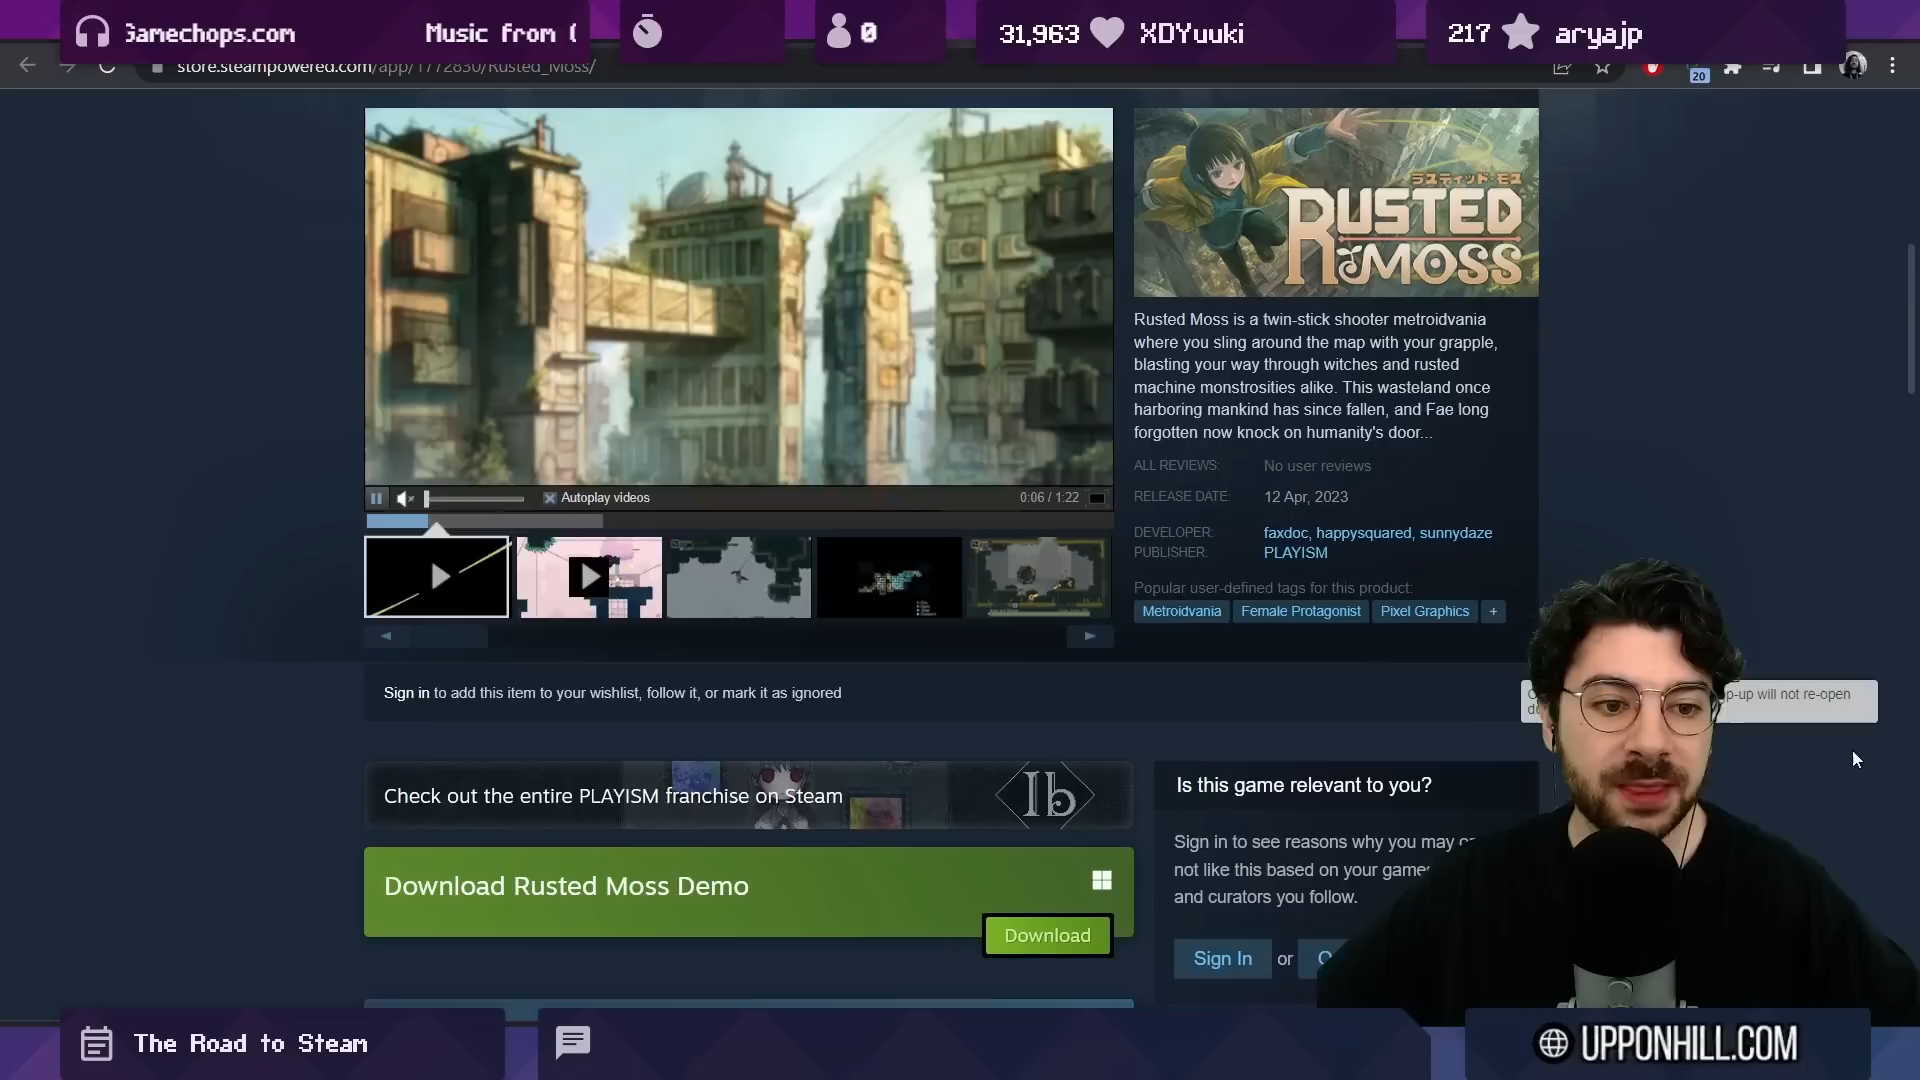 Gamechops.com
Music from
0
31,963
XDYuuki
217
aryajp
store.steampowered.com/app/1772830/Rusted_Moss/
20
ラスティッド・モス
RUSTED
MOSS
Rusted Moss is a twin-stick shooter metroidvania
where you sling around the map with your grapple,
blasting your way through witches and rusted
machine monstrosities alike. This wasteland once
harboring mankind has since fallen, and Fae long
forgotten now knock on humanity's door...
ALL REVIEWS: No user reviews
RELEASE DATE: 12 Apr, 2023
DEVELOPER: faxdoc, happysquared, sunnydaze
PUBLISHER: PLAYISM
Popular user-defined tags for this product:
Metroidvania Female Protagonist Pixel Graphics +
Autoplay videos
0:06 / 1:22
Sign in to add this item to your wishlist, follow it, or mark it as ignored
will not re-open
Check out the entire PLAYISM franchise on Steam
Ib
Is this game relevant to you?
Sign in to see reasons why you may
not like this based on your
and curators you follow.
Sign In or
Download Rusted Moss Demo
Download
The Road to Steam
UPPONHILL.COM